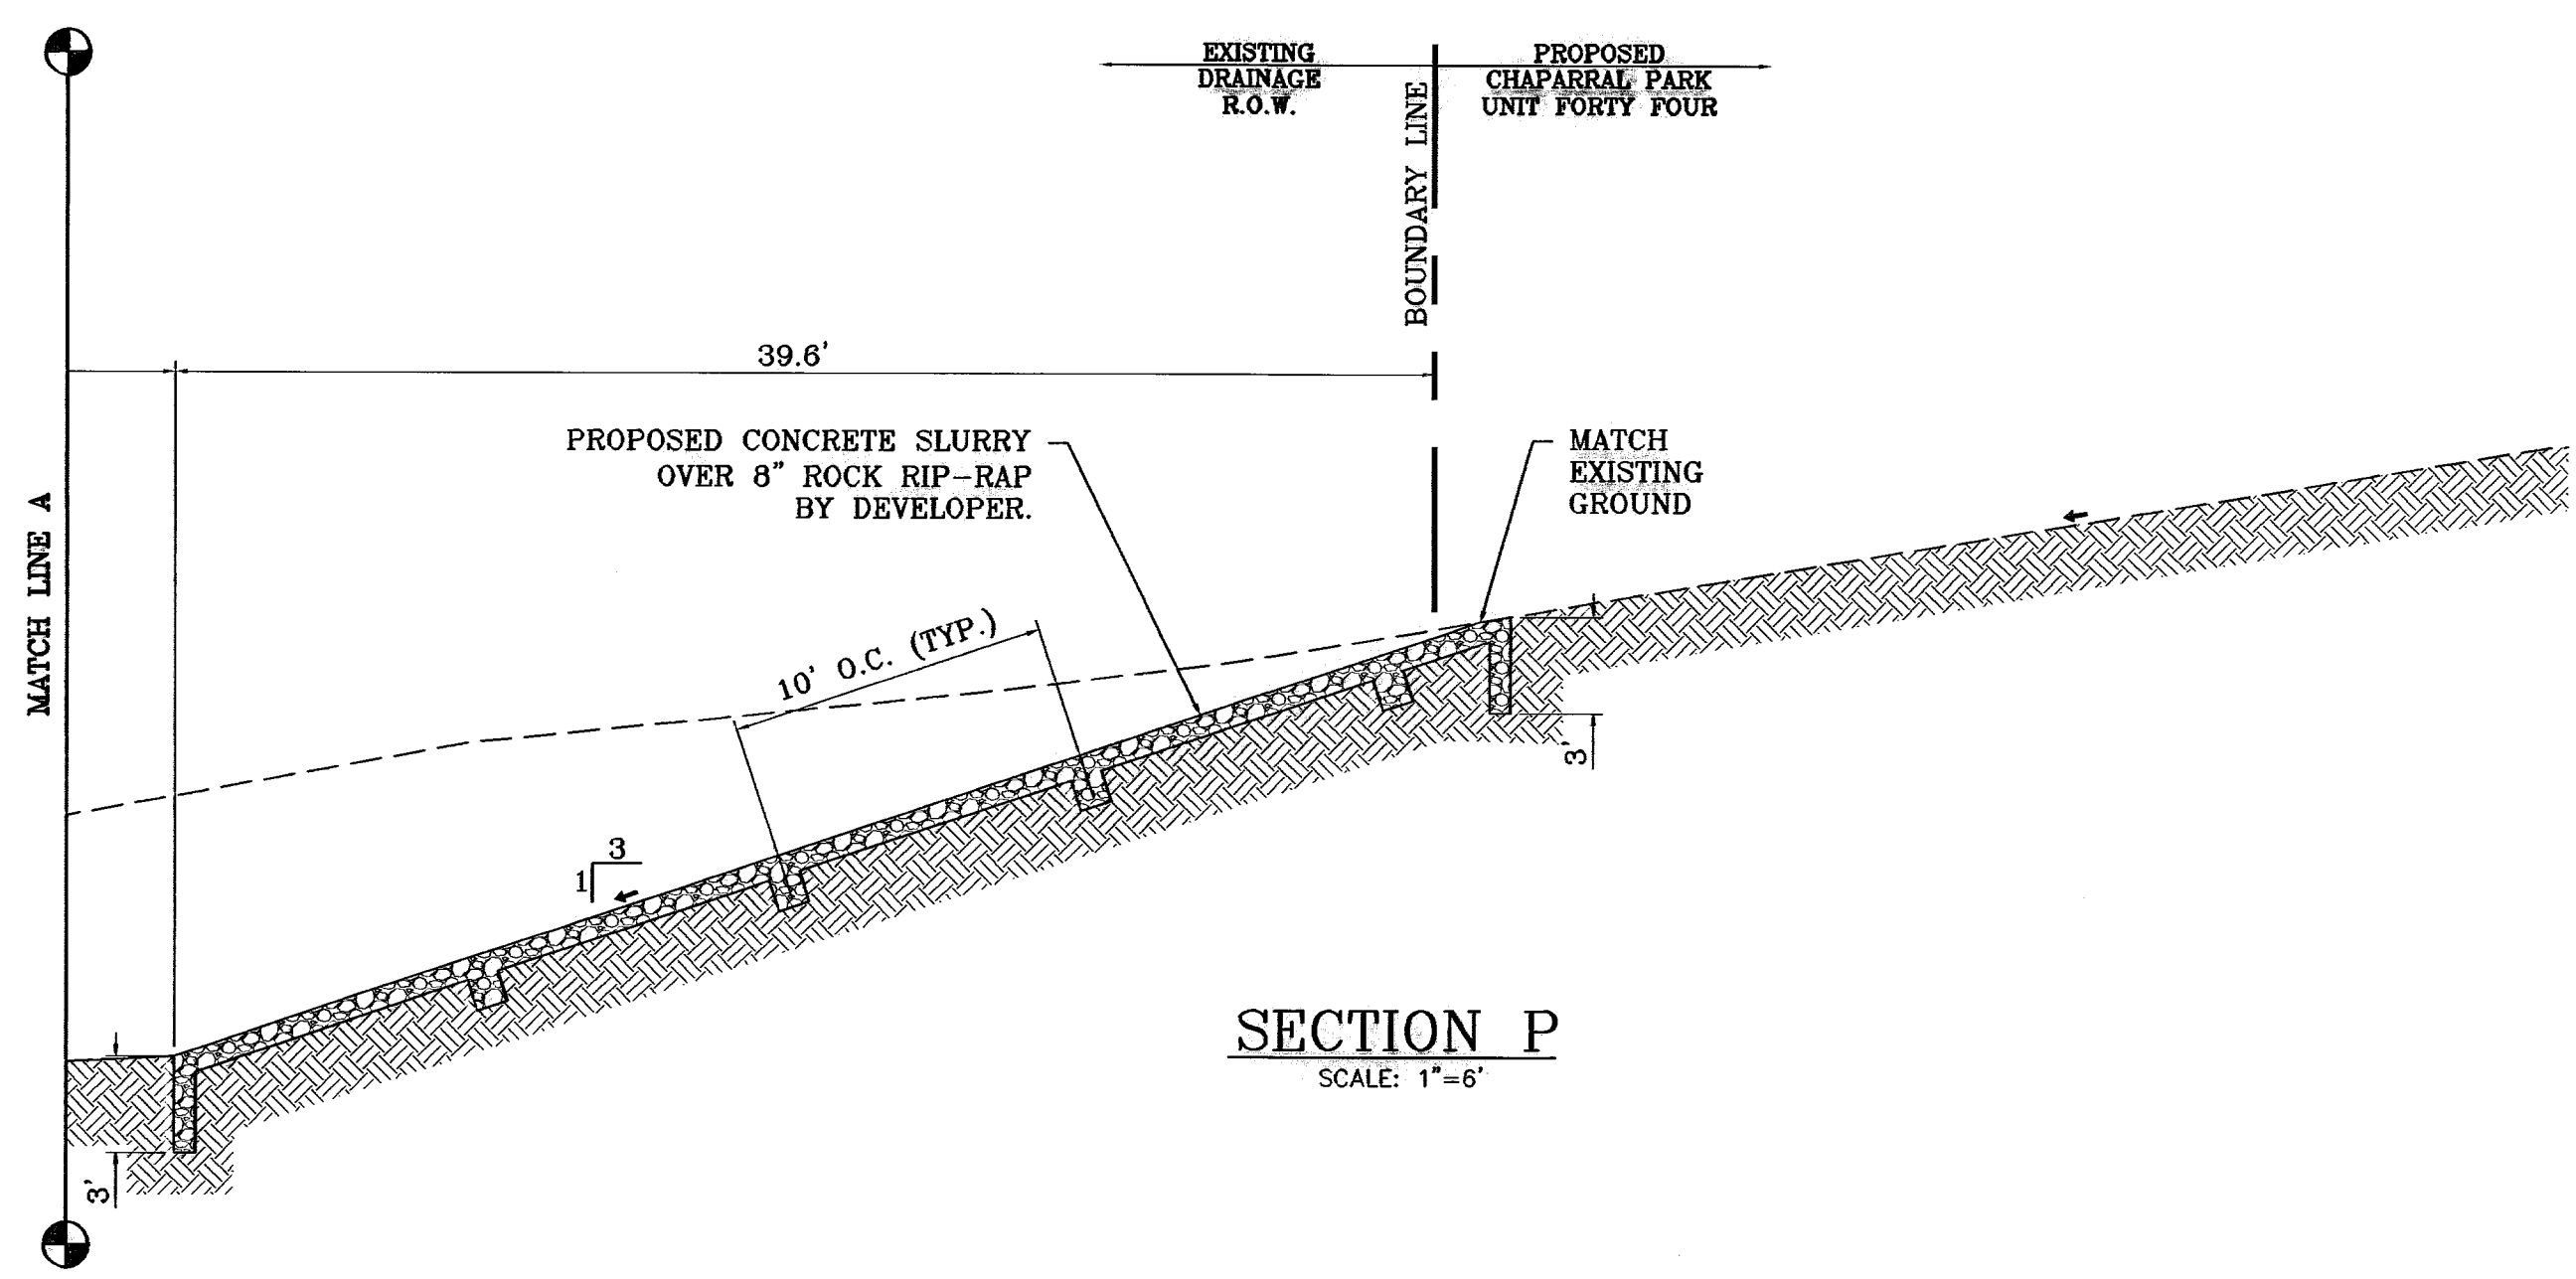 EXISTING
DRAINAGE
R.O.W.
PROPOSED
CHAPARRAL PARK
UNIT FORTY FOUR
BOUNDARY LINE
39.6'
PROPOSED CONCRETE SLURRY
OVER 8" ROCK RIP-RAP
BY DEVELOPER.
MATCH
EXISTING
GROUND
MATCH LINE A
10' O.C. (TYP.)
3'
3
1
3'
SECTION P
SCALE: 1"=6'